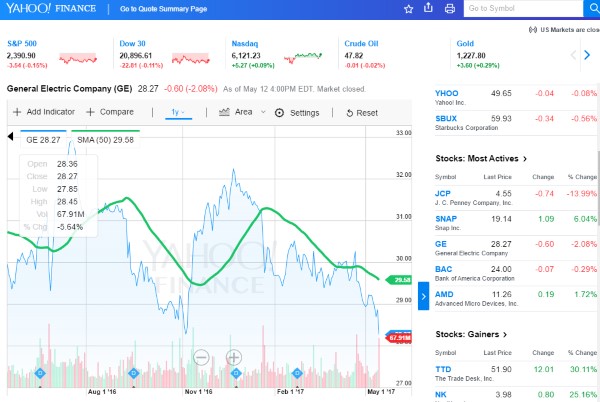 YAHOO! FINANCE Go to Quote Summary Page Go to Symbol
US Markets are close
S&P 500 Dow 30 Nasdaq Crude Oil Gold
2,390.90 20,896.61 6,121.23 47.82 1,227.80
-3.54 (-0.15%) -22.81 (-0.11%) +5.27 (+0.09%) -0.01 (-0.02%) +3.60 (+0.29%)
General Electric Company (GE) 28.27 -0.60 (-2.08%) As of May 12 4:00PM EDT. Market closed.
+ Add Indicator + Compare 1y Area Settings Reset
GE 28.27 SMA (50) 29.58
Open 28.36
Close 28.27
Low 27.85
High 28.45
Vol 67.91M
% Chg -5.64%
YAHOO!
FINANCE
33.00
32.00
31.00
30.00
29.58
29.00
67.91M
27.00
Aug 1 '16 Nov 1 '16 Feb 1 '17 May 1 '17
YHOO 49.65 -0.04 -0.08%
Yahoo! Inc.
SBUX 59.93 -0.34 -0.56%
Starbucks Corporation
Stocks: Most Actives >
Symbol Last Price Change % Change
JCP 4.55 -0.74 -13.99%
J. C. Penney Company, Inc.
SNAP 19.14 1.09 6.04%
Snap Inc.
GE 28.27 -0.60 -2.08%
General Electric Company
BAC 24.00 -0.07 -0.29%
Bank of America Corporation
AMD 11.26 0.19 1.72%
Advanced Micro Devices, Inc.
Stocks: Gainers >
Symbol Last Price Change % Change
TTD 51.90 12.01 30.11%
The Trade Desk, Inc.
NK 3.98 0.80 25.16%